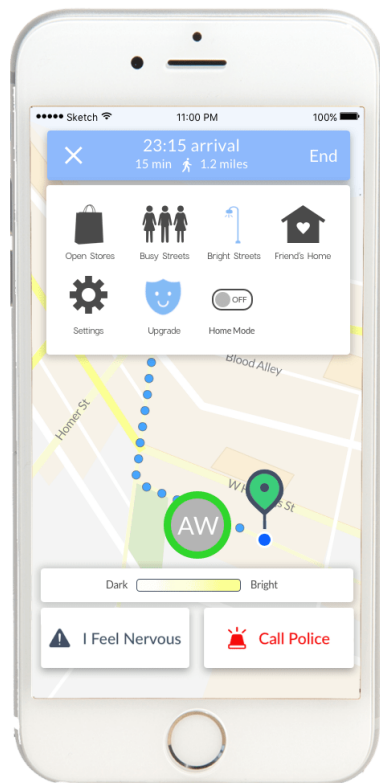 Sketch 11:00 PM 100%
23:15 arrival
15 min 1.2 miles
End
Open Stores Busy Streets Bright Streets Friend's Home
Settings Upgrade Home Mode
OFF
Blood Alley
Homer St
St
AW
Dark Bright
I Feel Nervous Call Police